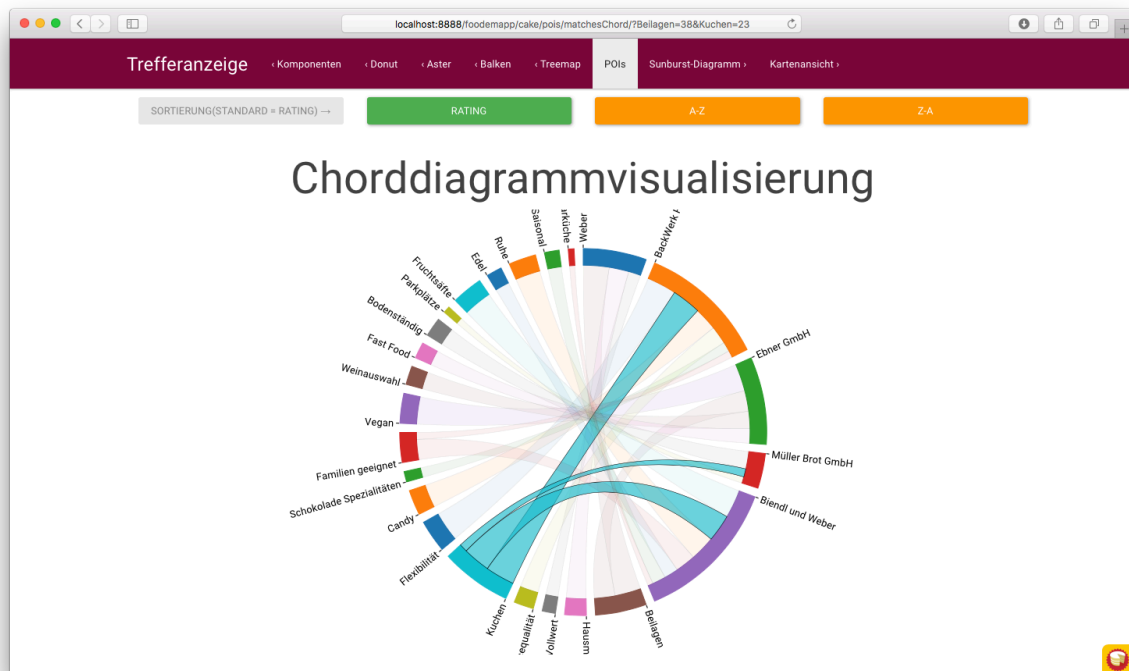 localhost:8888/foodemapp/cake/pois/matchesChord/?Beilagen=38&Kuchen=23
Trefferanzeige ‹ Komponenten ‹ Donut ‹ Aster ‹ Balken ‹ Treemap POIs Sunburst-Diagramm › Kartenansicht ›
SORTIERUNG(STANDARD = RATING) → RATING A-Z Z-A
Chorddiagrammvisualisierung
Weber
BackWerk
Ebner GmbH
Müller Brot GmbH
Biendl und Weber
Beilagen
Hausm
Vollwert
equalität
Kuchen
Flexibilität
Candy
Schokolade Spezialitäten
Familien geeignet
Vegan
Weinauswahl
Fast Food
Bodenständig
Parkplätze
Fruchtsäfte
Edel
Ruhe
Saisonal
rküche